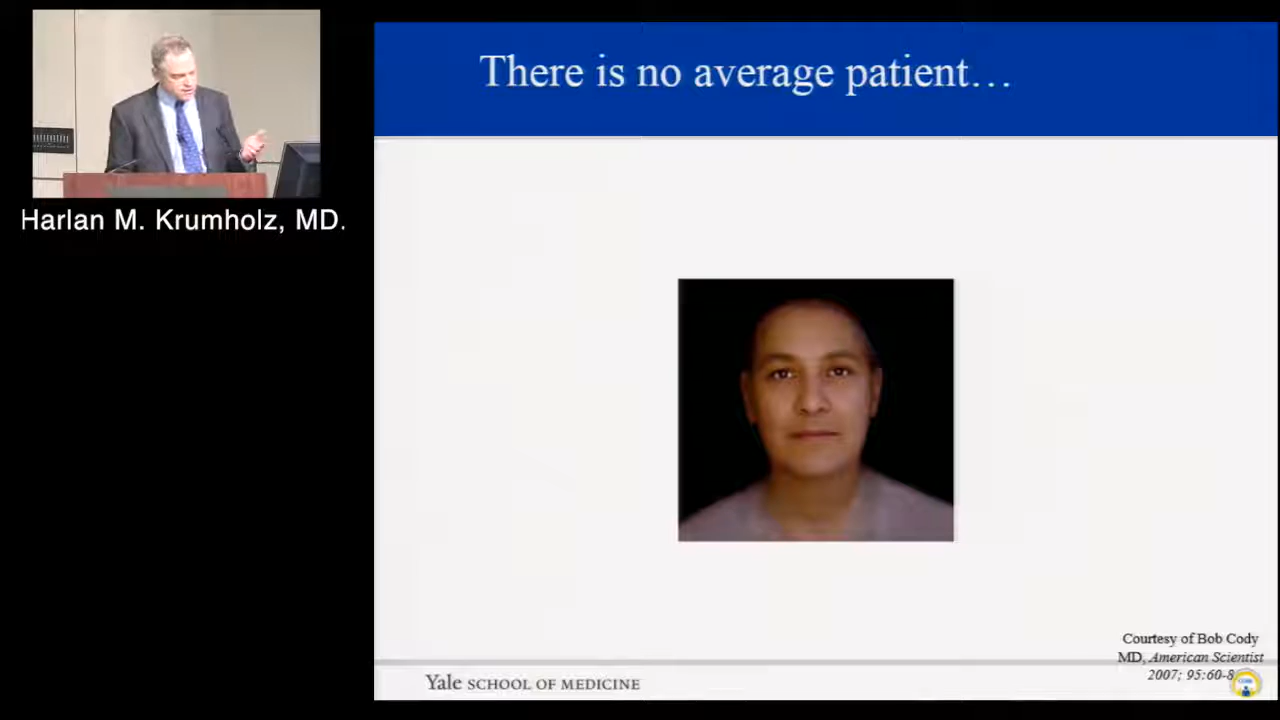 There is no average patient…
Harlan M. Krumholz, MD.
Courtesy of Bob Cody
MD, American Scientist
2007; 95:60-8
Yale SCHOOL OF MEDICINE